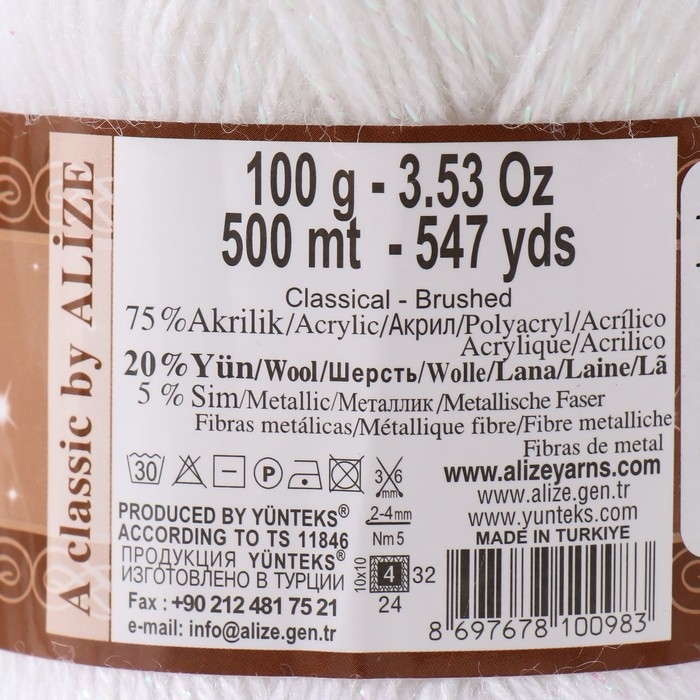 A classic by ALİZE
100 g - 3.53 Oz
500 mt - 547 yds
Classical - Brushed
75 % Akrilik/Acrylic/Акрил/Polyacryl/Acrílico
Acrylique/Acrilico
20 % Yün/Wool/Шерсть/Wolle/Lana/Laine/Lã
5 % Sim/Metallic/Металлик /Metallische Faser
Fibras metálicas/Métallique fibre/Fibre metalliche
Fibras de metal
30 P 3 6 mm
www.alizeyarns.com
www.alize.gen.tr
www.yunteks.com
MADE IN TURKIYE
PRODUCED BY YÜNTEKS®
ACCORDING TO TS 11846
ПРОДУКЦИЯ YÜNTEKS®
ИЗГОТОВЛЕНО В ТУРЦИИ
Fax : +90 212 481 75 21
e-mail: info@alize.gen.tr
2-4mm
Nm 5
10x10 4 32
24
8 697678 100983